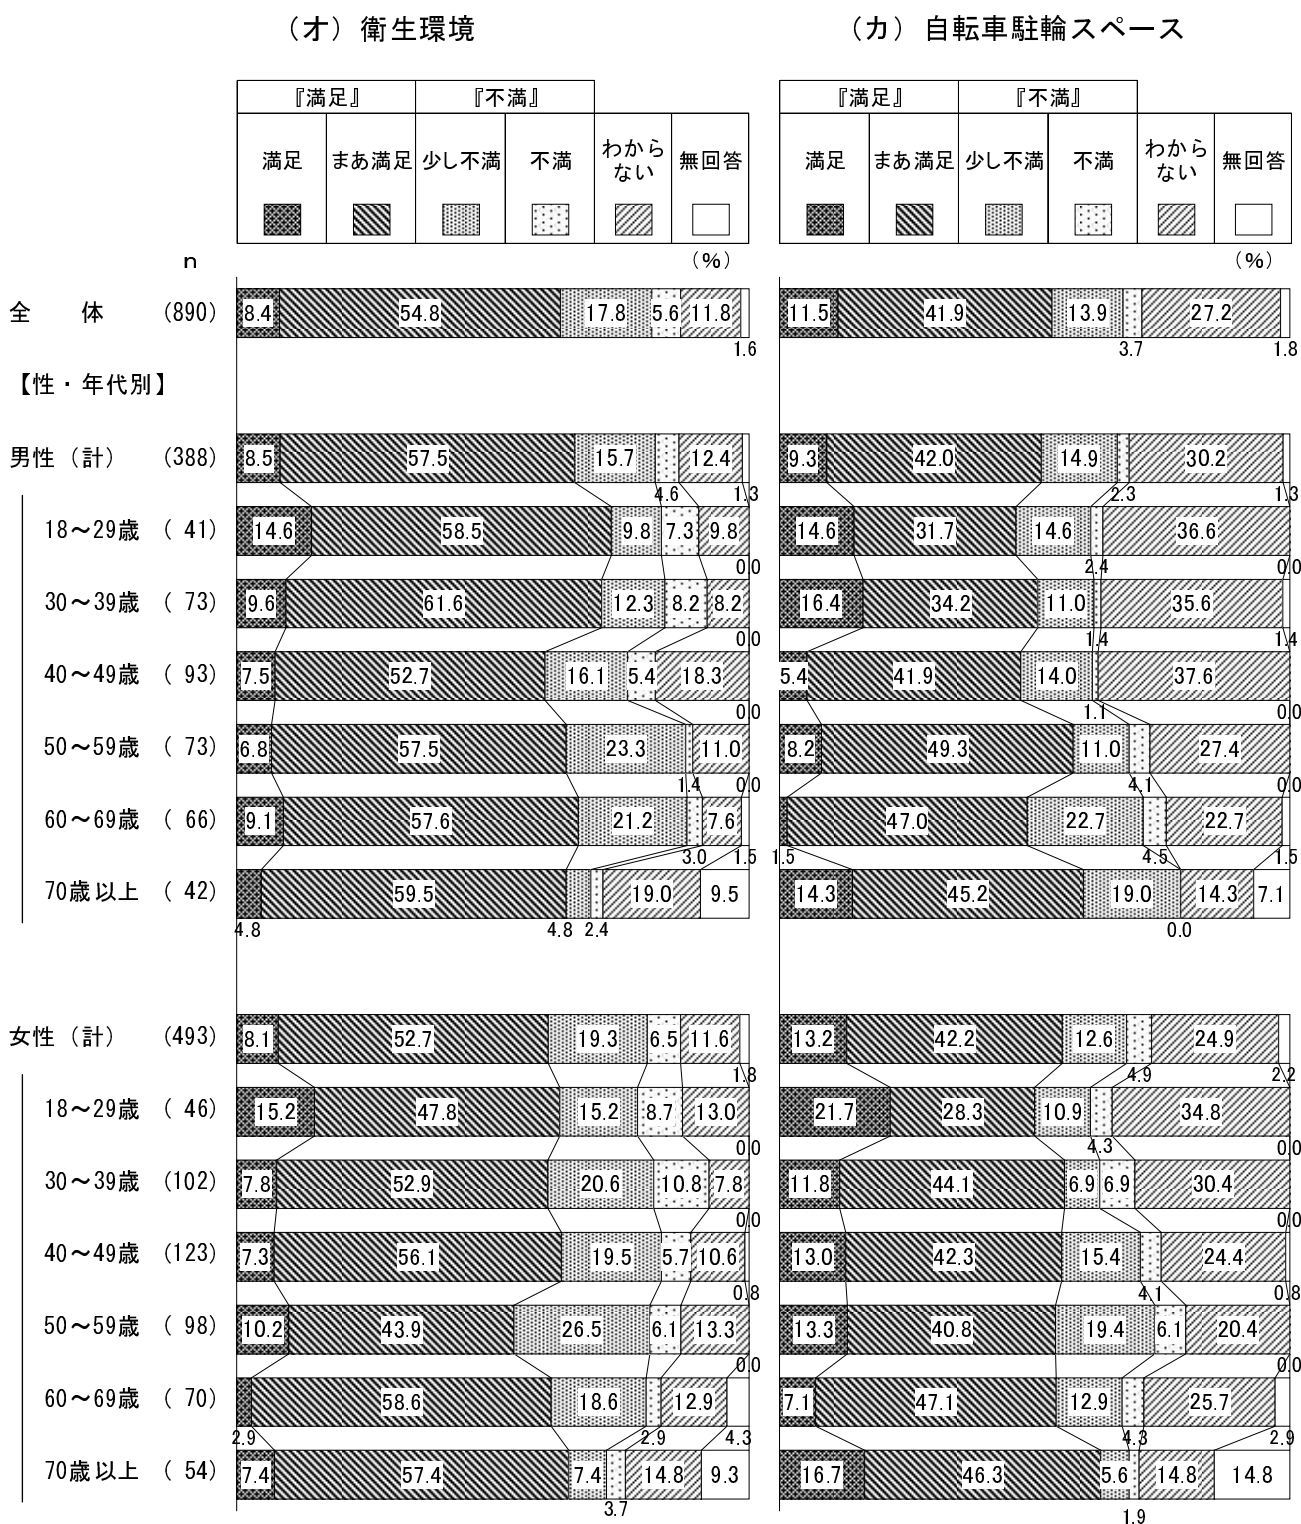 （オ）衛生環境　（カ）自転車駐輪スペース
『満足』 『不満』 『満足』 『不満』
満足 まあ満足 少し不満 不満 わからない 無回答 満足 まあ満足 少し不満 不満 わからない 無回答
n （％） （％）
全　体 (890) 8.4 54.8 17.8 5.6 11.8 11.5 41.9 13.9 27.2
1.6 3.7 1.8
【性・年代別】
男性（計） (388) 8.5 57.5 15.7 12.4 9.3 42.0 14.9 30.2
4.6 1.3 2.3 1.3
18～29歳 ( 41) 14.6 58.5 9.8 7.3 9.8 14.6 31.7 14.6 36.6
0.0 2.4 0.0
30～39歳 ( 73) 9.6 61.6 12.3 8.2 8.2 16.4 34.2 11.0 35.6
0.0 1.4 1.4
40～49歳 ( 93) 7.5 52.7 16.1 5.4 18.3 5.4 41.9 14.0 37.6
0.0 1.1 0.0
50～59歳 ( 73) 6.8 57.5 23.3 11.0 8.2 49.3 11.0 27.4
1.4 0.0 4.1 0.0
60～69歳 ( 66) 9.1 57.6 21.2 7.6 47.0 22.7 22.7
3.0 1.5 1.5 4.5 1.5
70歳以上 ( 42) 59.5 19.0 9.5 14.3 45.2 19.0 14.3 7.1
4.8 4.8 2.4 0.0
女性（計） (493) 8.1 52.7 19.3 6.5 11.6 13.2 42.2 12.6 24.9
1.8 4.9 2.2
18～29歳 ( 46) 15.2 47.8 15.2 8.7 13.0 21.7 28.3 10.9 34.8
0.0 4.3 0.0
30～39歳 (102) 7.8 52.9 20.6 10.8 7.8 11.8 44.1 6.9 6.9 30.4
0.0 0.0
40～49歳 (123) 7.3 56.1 19.5 5.7 10.6 13.0 42.3 15.4 24.4
0.8 4.1 0.8
50～59歳 ( 98) 10.2 43.9 26.5 6.1 13.3 13.3 40.8 19.4 6.1 20.4
0.0 0.0
60～69歳 ( 70) 58.6 18.6 12.9 7.1 47.1 12.9 25.7
2.9 2.9 4.3 4.3 2.9
70歳以上 ( 54) 7.4 57.4 7.4 14.8 9.3 16.7 46.3 5.6 14.8 14.8
3.7 1.9